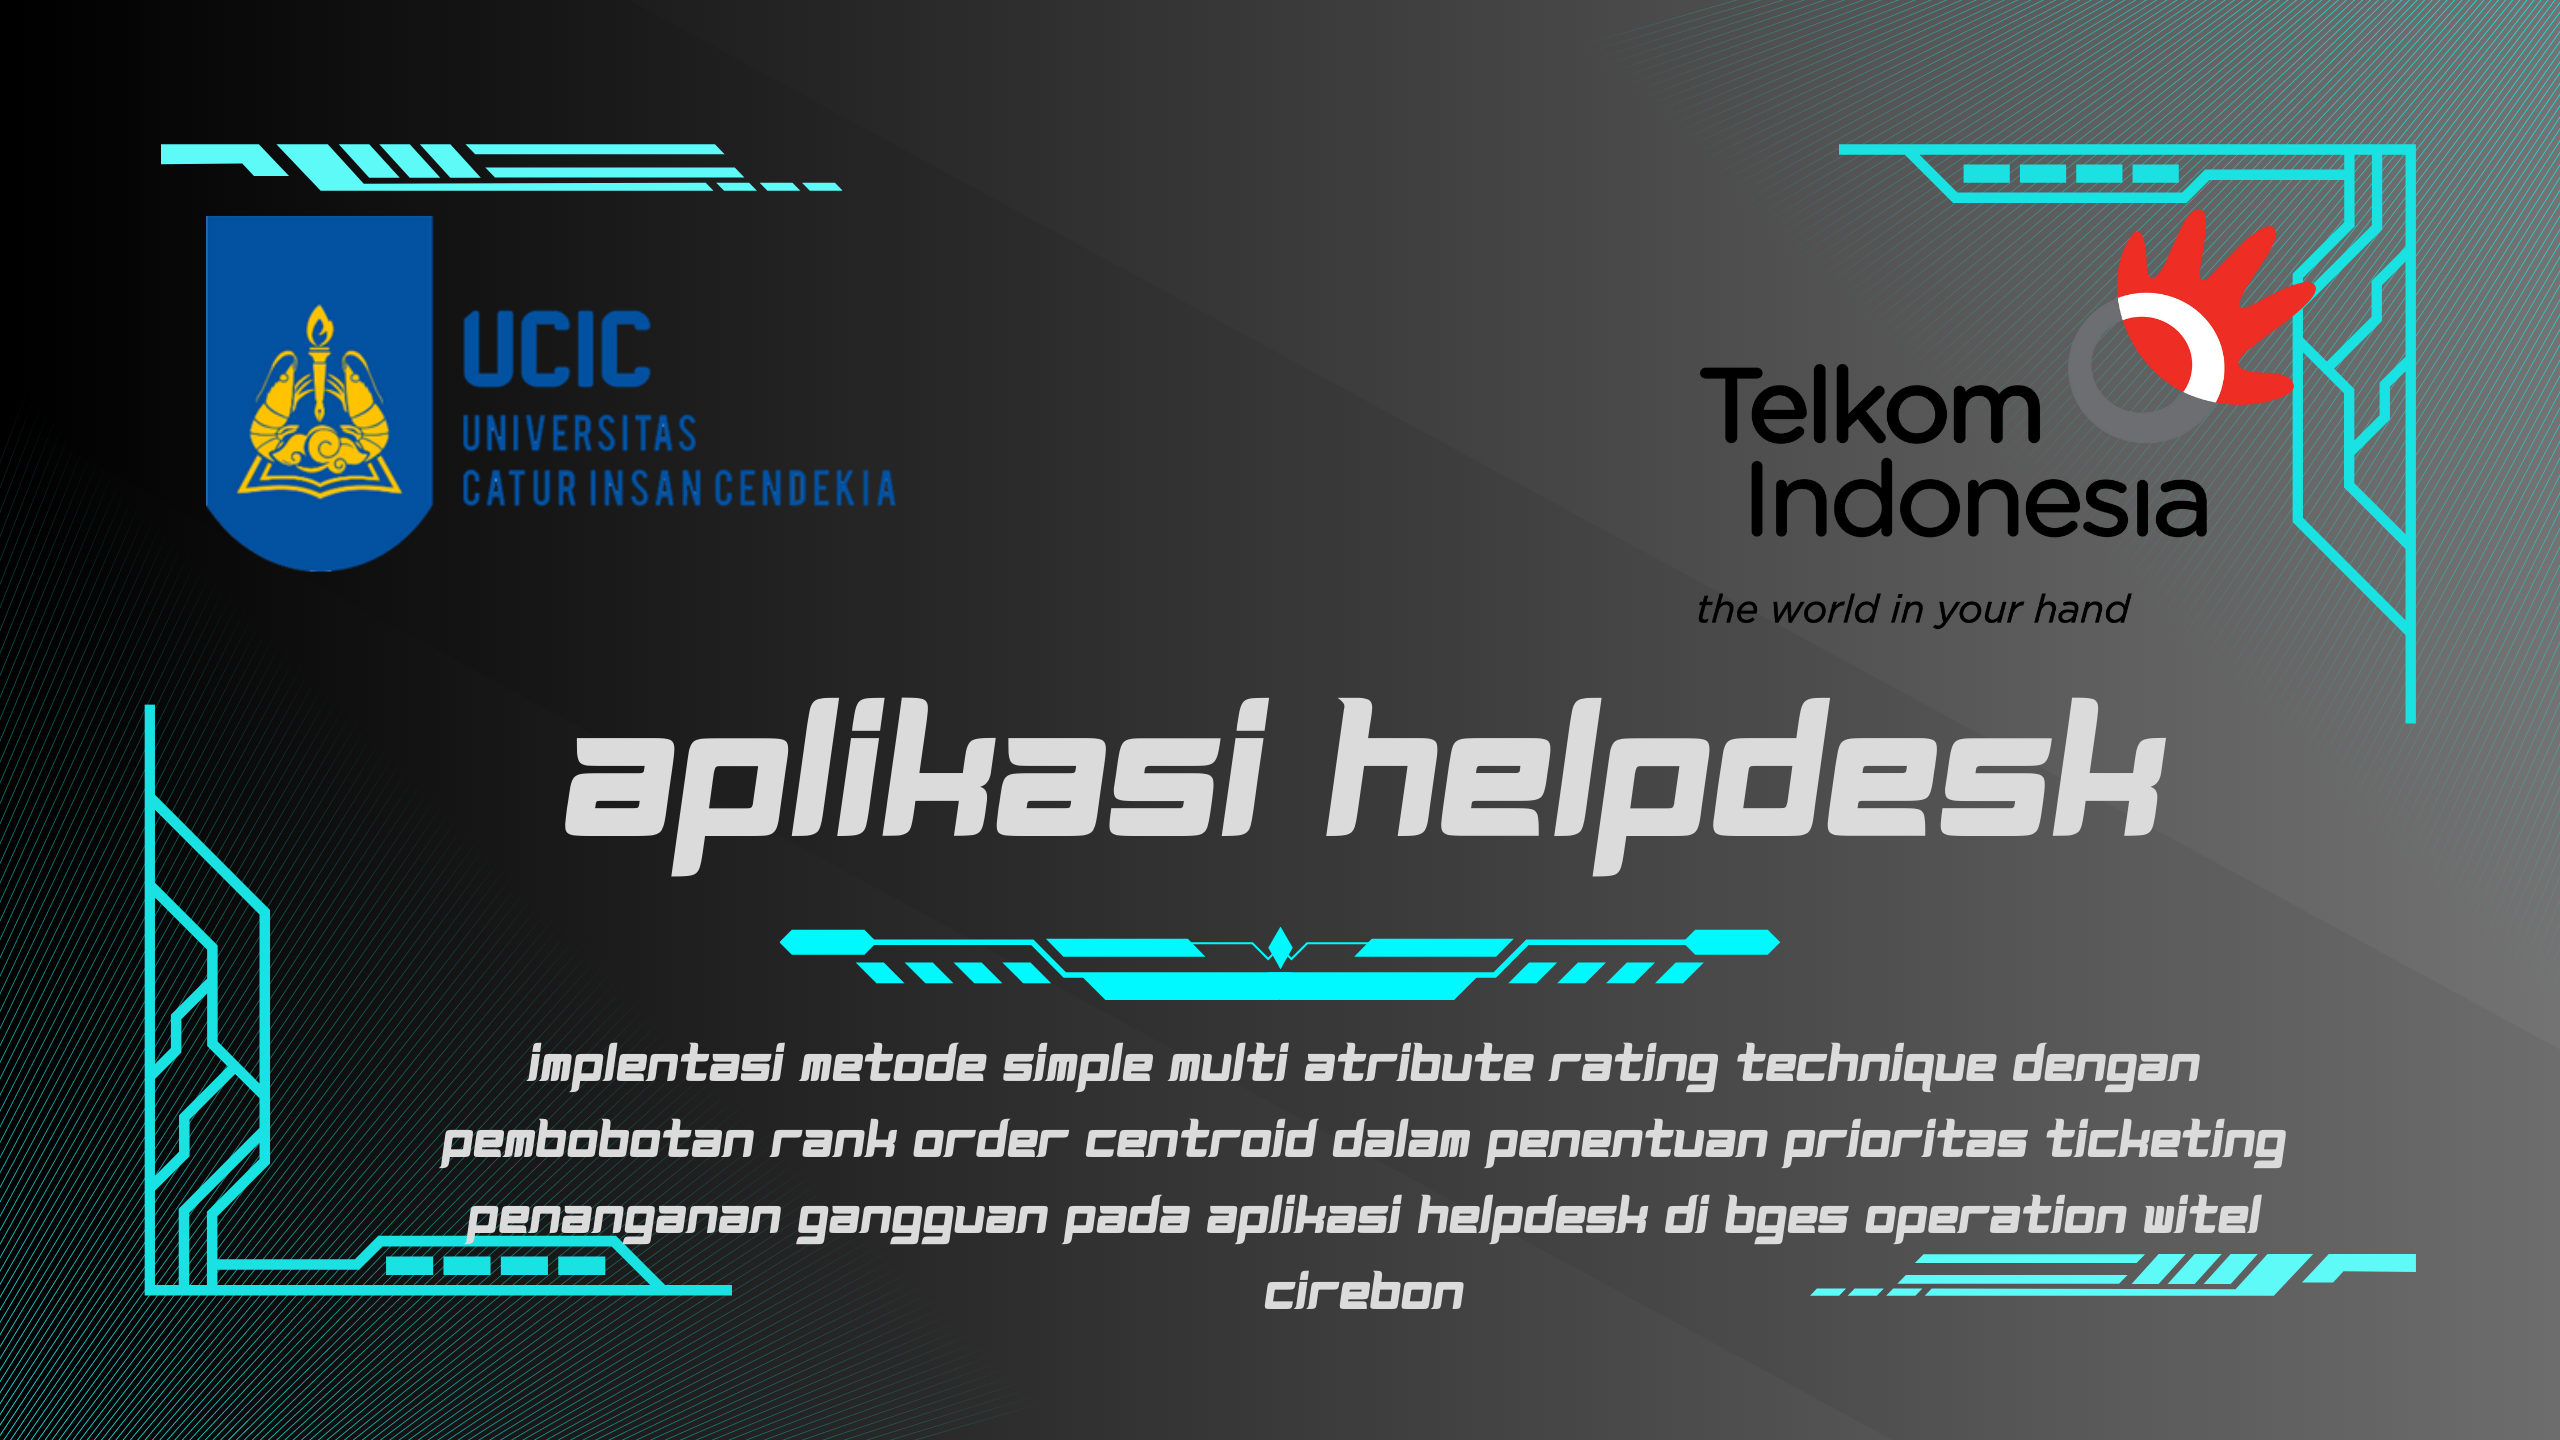 UCIC
UNIVERSITAS
CATUR INSAN CENDEKIA
Telkom
Indonesia
the world in your hand
aplikasi helpdesk
implentasi metode simple multi atribute rating technique dengan
pembobotan rank order centroid dalam penentuan prioritas ticketing
penanganan gangguan pada aplikasi helpdesk di bges operation witel
cirebon